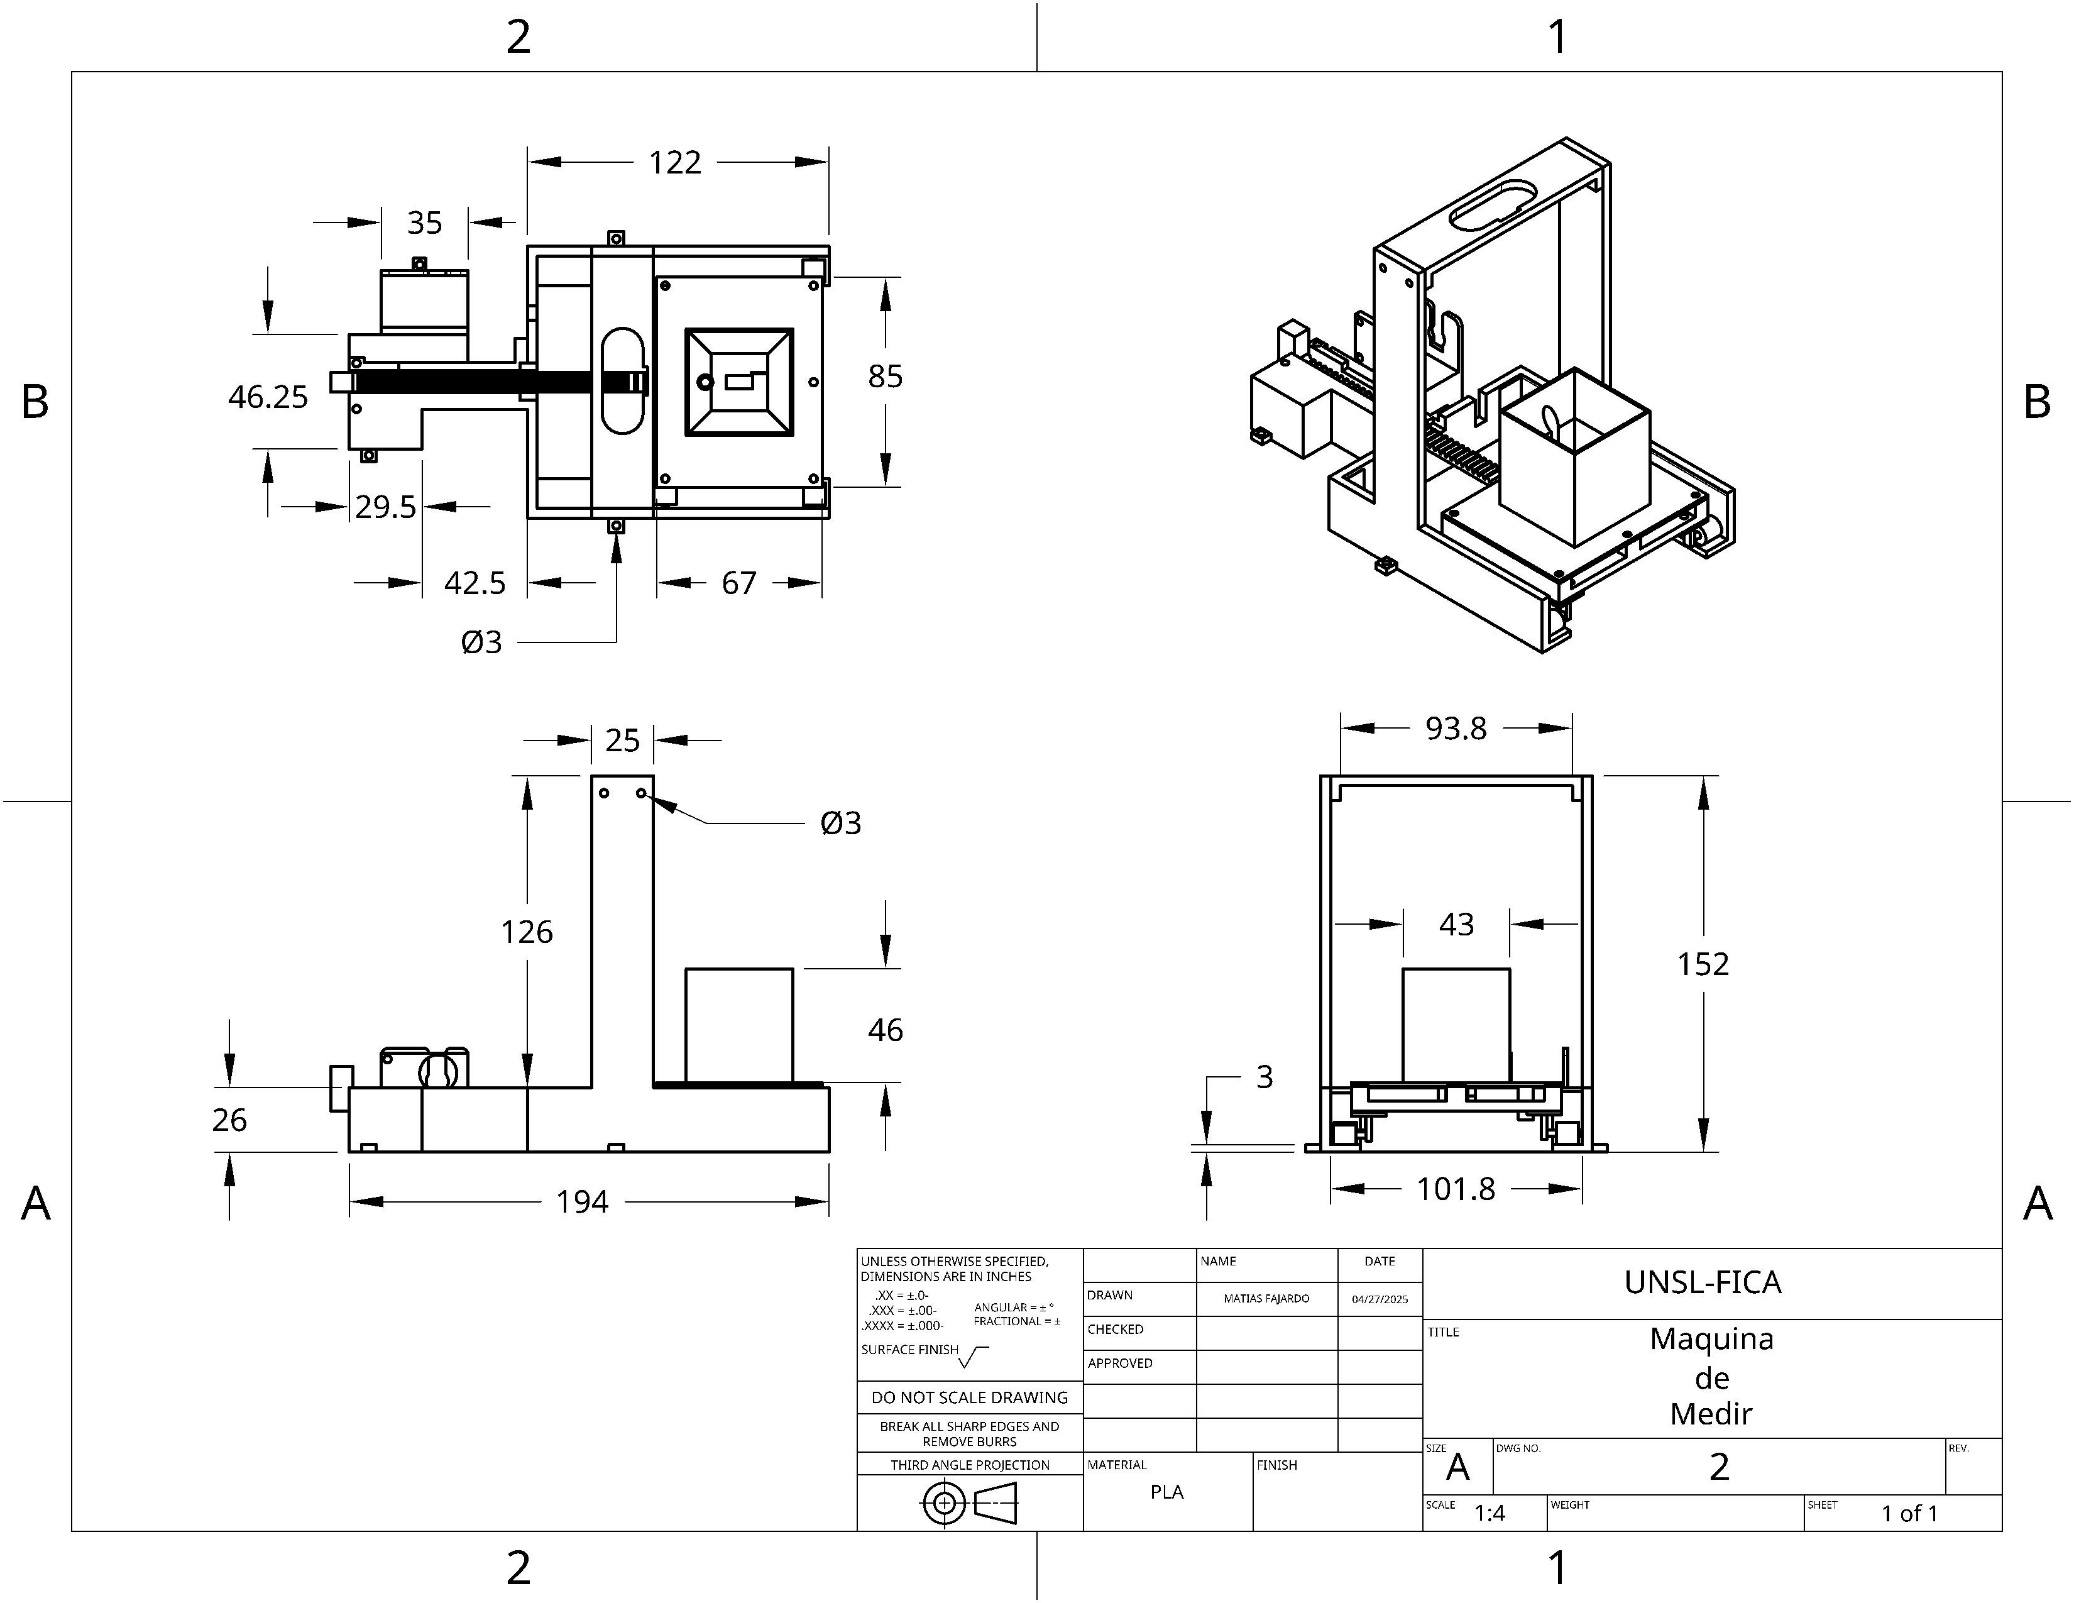 2 1
122
35
B B
46.25
85
29.5
42.5
67
Ø3
25
Ø3
126
46
26
194
93.8
43
152
3
101.8
A A
UNLESS OTHERWISE SPECIFIED,
DIMENSIONS ARE IN INCHES
.XX = ±.0-
.XXX = ±.00-
.XXXX = ±.000-
ANGULAR = ± °
FRACTIONAL = ±
SURFACE FINISH
DO NOT SCALE DRAWING
BREAK ALL SHARP EDGES AND
REMOVE BURRS
THIRD ANGLE PROJECTION
NAME DATE
DRAWN MATIAS FAJARDO 04/27/2025
CHECKED
APPROVED
MATERIAL
PLA
FINISH
UNSL-FICA
TITLE
Maquina
de
Medir
SIZE
A
DWG NO.
2
REV.
SCALE 1:4
WEIGHT
SHEET 1 of 1
2 1